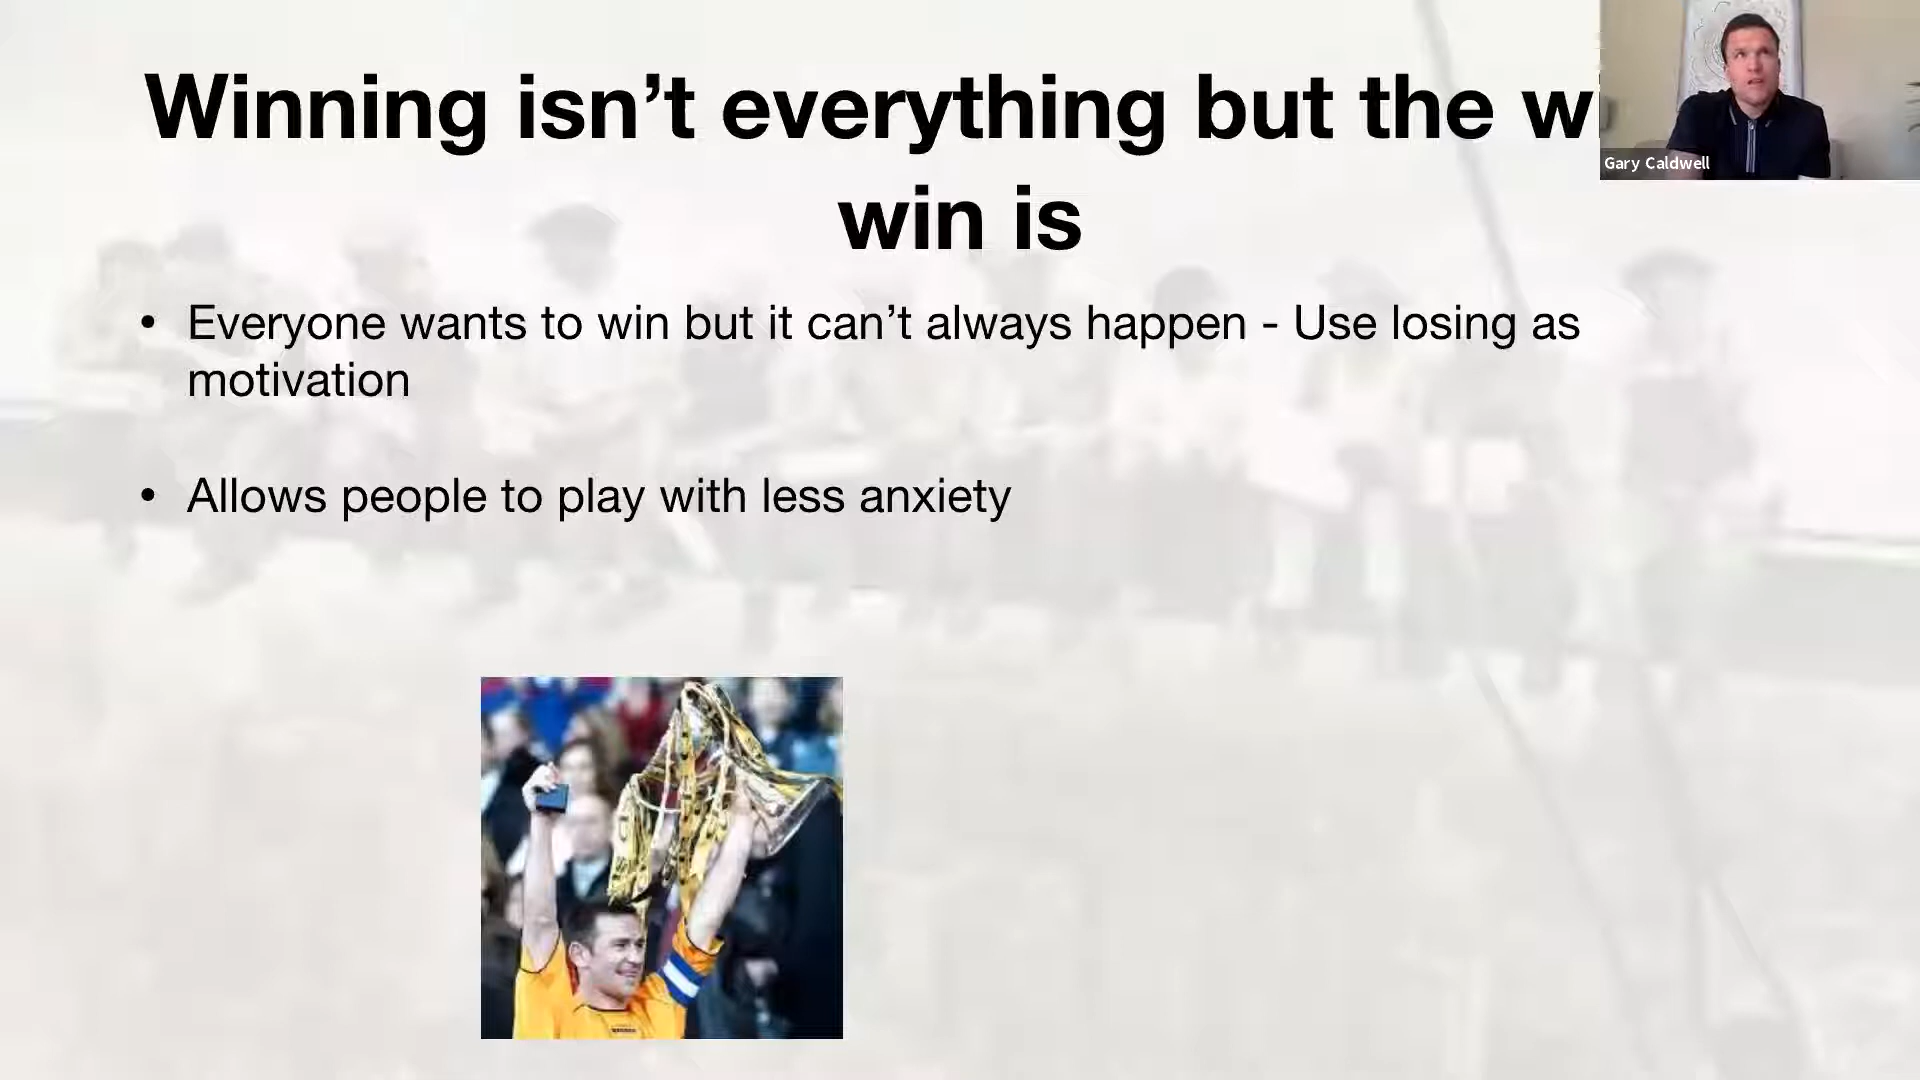 Winning isn’t everything but the
win is
Gary Caldwell
• Everyone wants to win but it can’t always happen - Use losing as
motivation
• Allows people to play with less anxiety